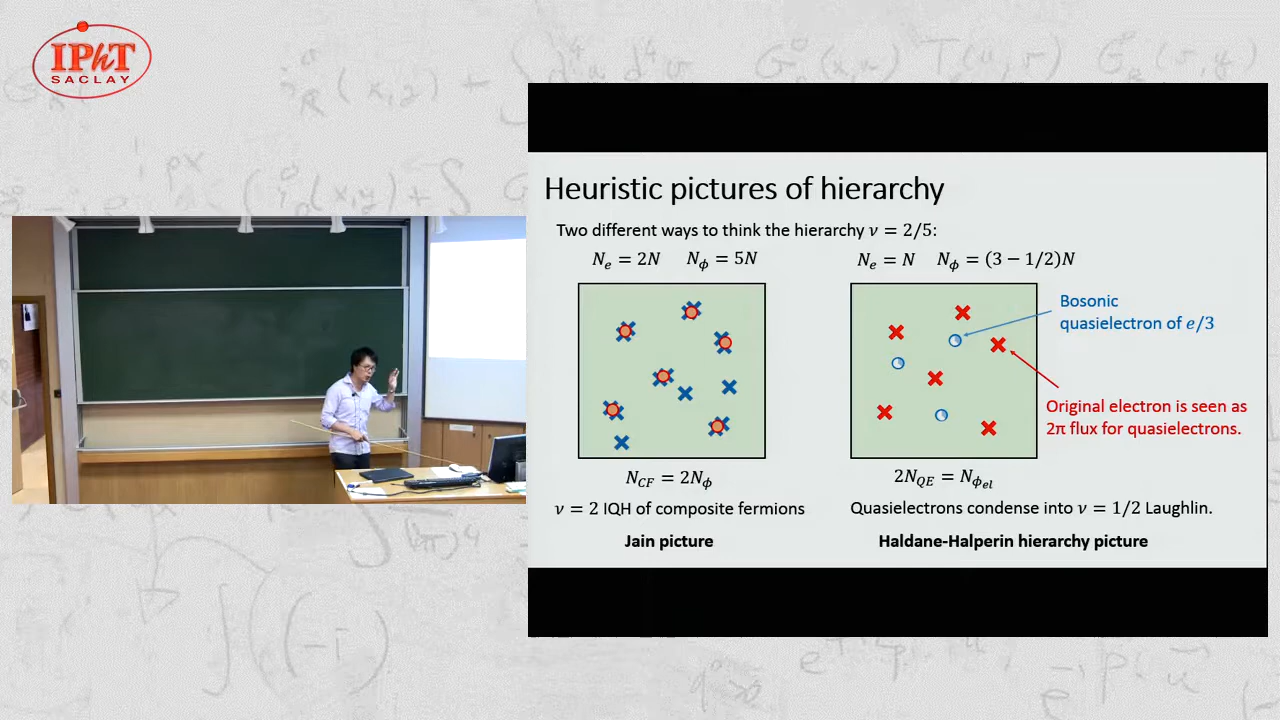 IPhT
SACLAY
Heuristic pictures of hierarchy
Two different ways to think the hierarchy ν = 2/5:
N_e = 2N N_ϕ = 5N
N_e = N N_ϕ = (3 − 1/2)N
Bosonic
quasielectron of e/3
Original electron is seen as
2π flux for quasielectrons.
N_CF = 2N_ϕ
2N_QE = N_ϕ_el
ν = 2 IQH of composite fermions
Quasielectrons condense into ν = 1/2 Laughlin.
Jain picture
Haldane-Halperin hierarchy picture